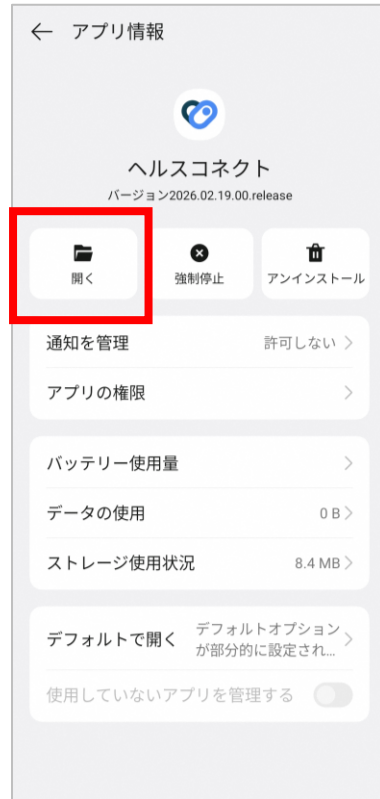 ← アプリ情報
ヘルスコネクト
バージョン2026.02.19.00.release
開く 強制停止 アンインストール
通知を管理 許可しない
アプリの権限
バッテリー使用量
データの使用 0 B
ストレージ使用状況 8.4 MB
デフォルトで開く デフォルトオプション
が部分的に設定され...
使用していないアプリを管理する